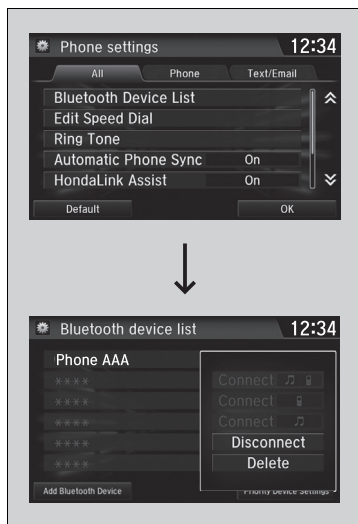 Phone settings 12:34
All Phone Text/Email
Bluetooth Device List
Edit Speed Dial
Ring Tone
Automatic Phone Sync On
HondaLink Assist On
Default OK
Bluetooth device list 12:34
Phone AAA
****
Connect
****
Connect
****
Connect
****
Disconnect
****
Delete
Add Bluetooth Device Priority Device Settings